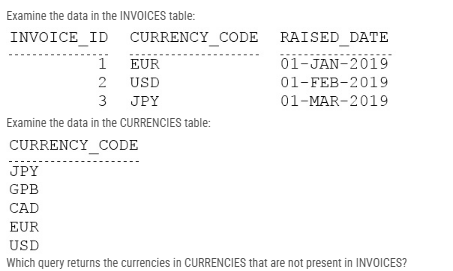 Examine the data in the INVOICES table:
INVOICE_ID CURRENCY_CODE RAISED_DATE
1 EUR 01-JAN-2019
2 USD 01-FEB-2019
3 JPY 01-MAR-2019
Examine the data in the CURRENCIES table:
CURRENCY_CODE
JPY
GPB
CAD
EUR
USD
Which query returns the currencies in CURRENCIES that are not present in INVOICES?